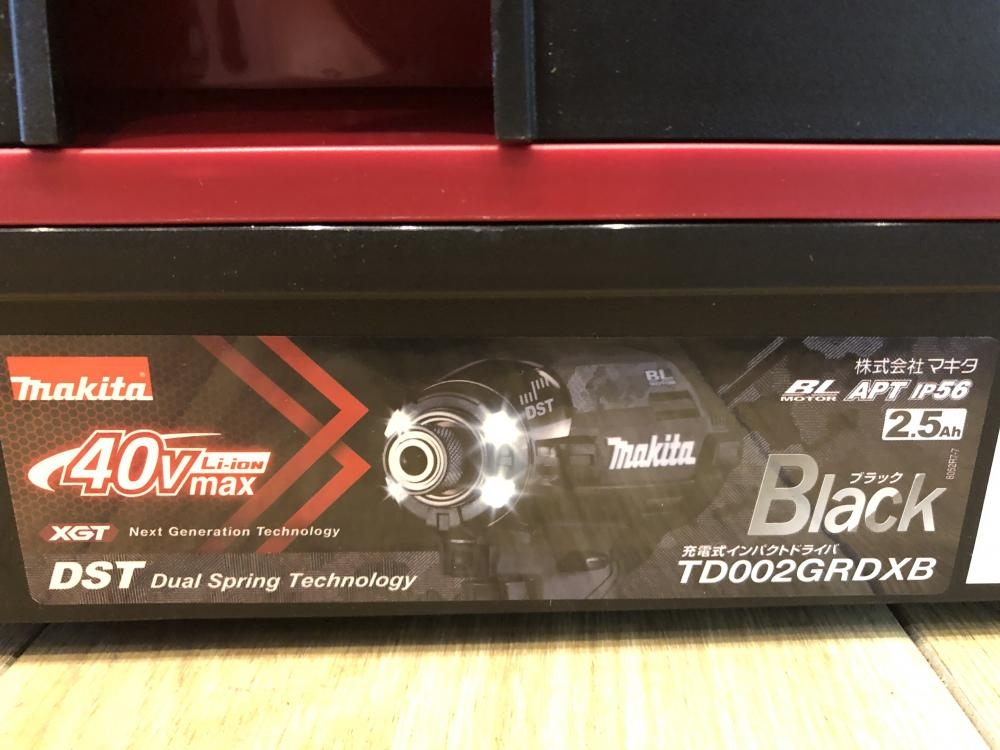 makita
40Vmax Li-ion
XGT Next Generation Technology
DST Dual Spring Technology
DST
BL
makita
株式会社 マキタ
BL MOTOR APT IP56
2.5Ah
ブラック
Black
充電式インパクトドライバ
TD002GRDXB